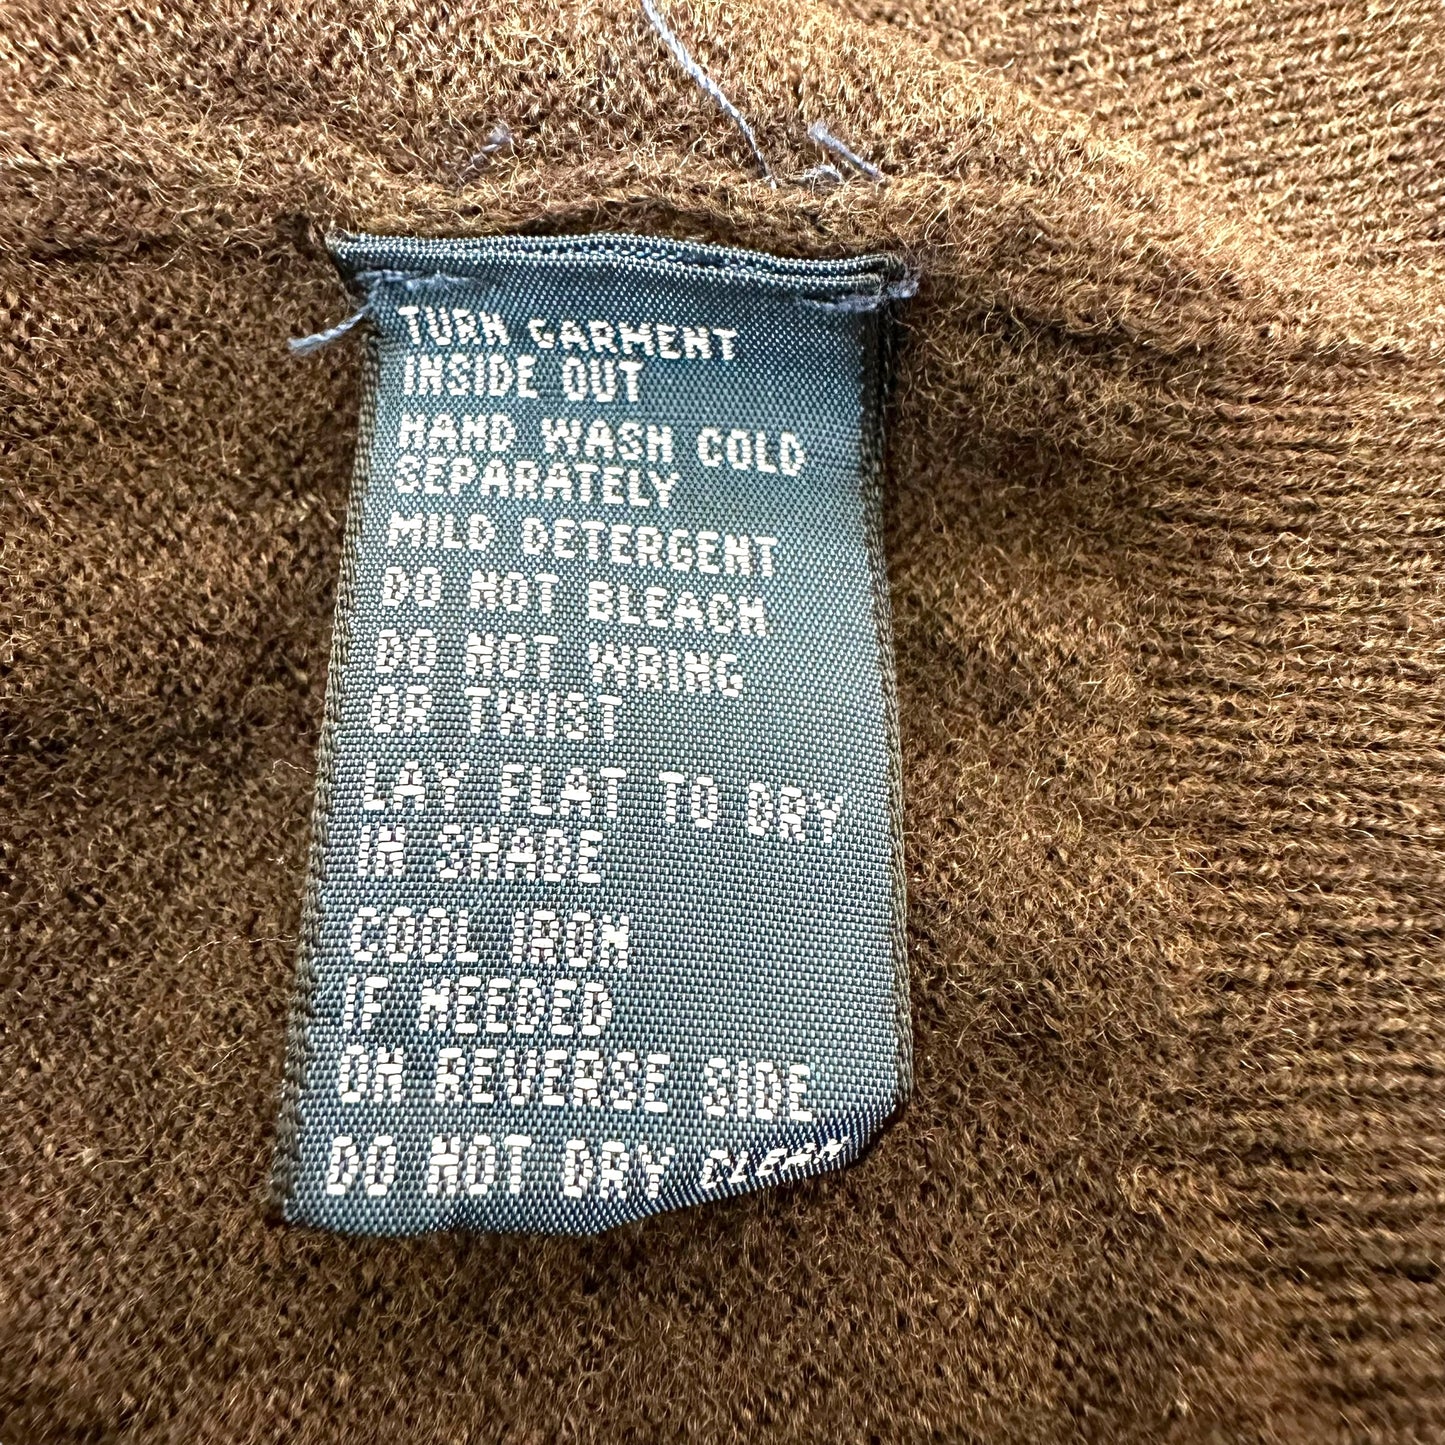 TURN GARMENT
INSIDE OUT
HAND WASH COLD
SEPARATELY
MILD DETERGENT
DO NOT BLEACH
DO NOT WRING
OR TWIST
LAY FLAT TO DRY
IN SHADE
COOL IRON
IF NEEDED
ON REVERSE SIDE
DO NOT DRY CLEAN